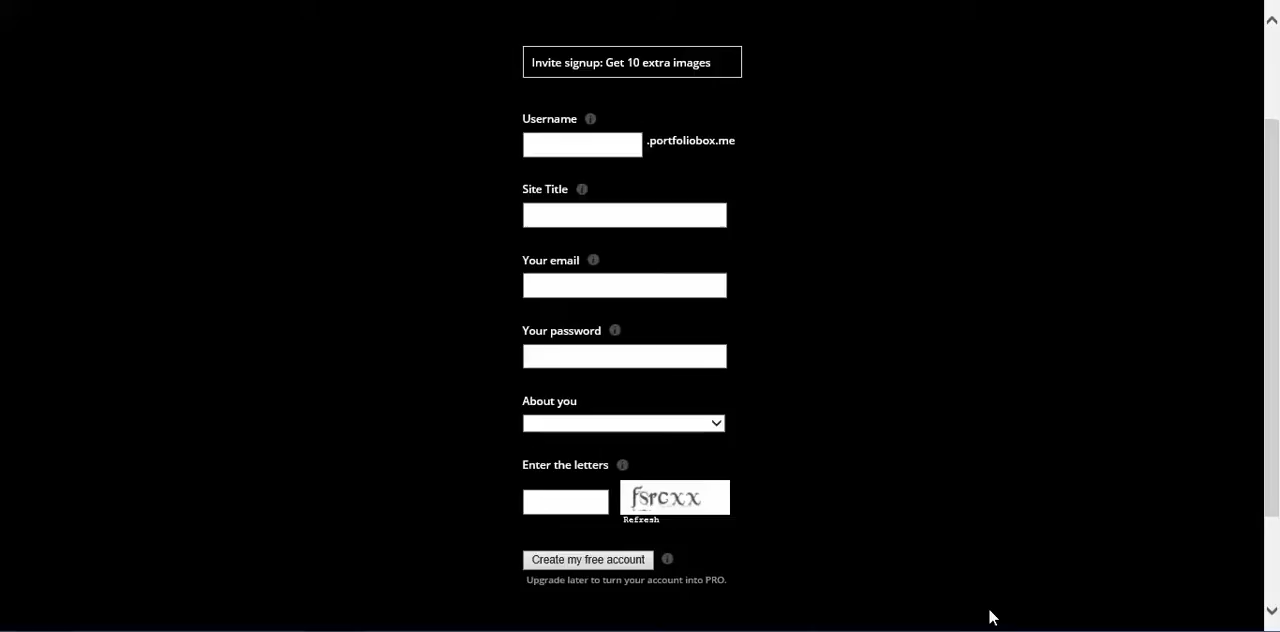 Invite signup: Get 10 extra images
Username
.portfoliobox.me
Site Title
Your email
Your password
About you
Enter the letters
fsrcxx
Refresh
Create my free account
Upgrade later to turn your account into PRO.